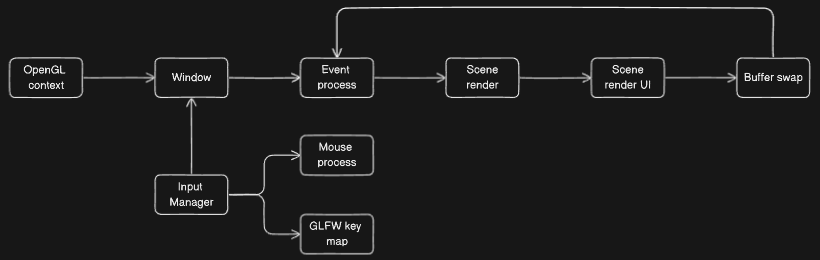 OpenGL
context
Window
Event
process
Scene
render
Scene
render UI
Buffer swap
Mouse
process
Input
Manager
GLFW key
map